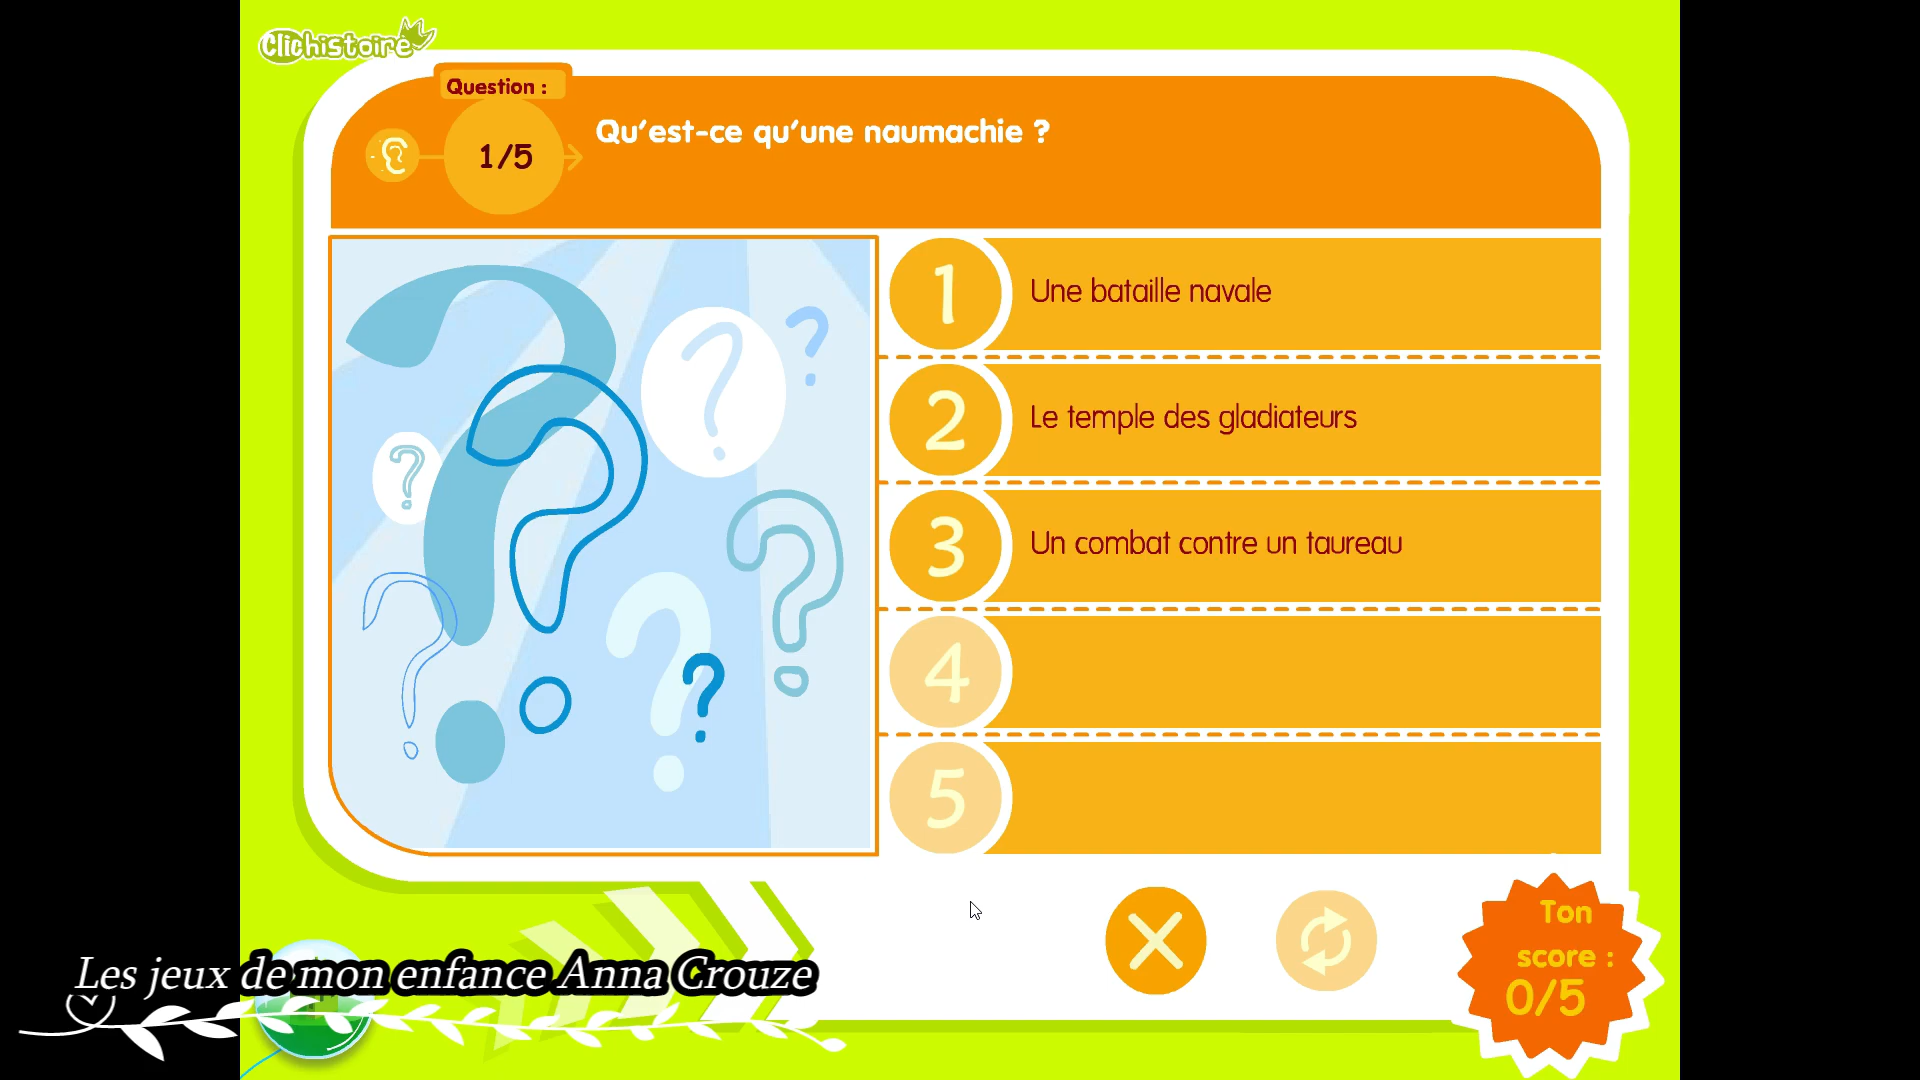 Clichistoire
Question :
1/5
Qu'est-ce qu'une naumachie ?
1
Une bataille navale
2
Le temple des gladiateurs
3
Un combat contre un taureau
4
5
Ton
score :
0/5
Les jeux de mon enfance Anna Crouze